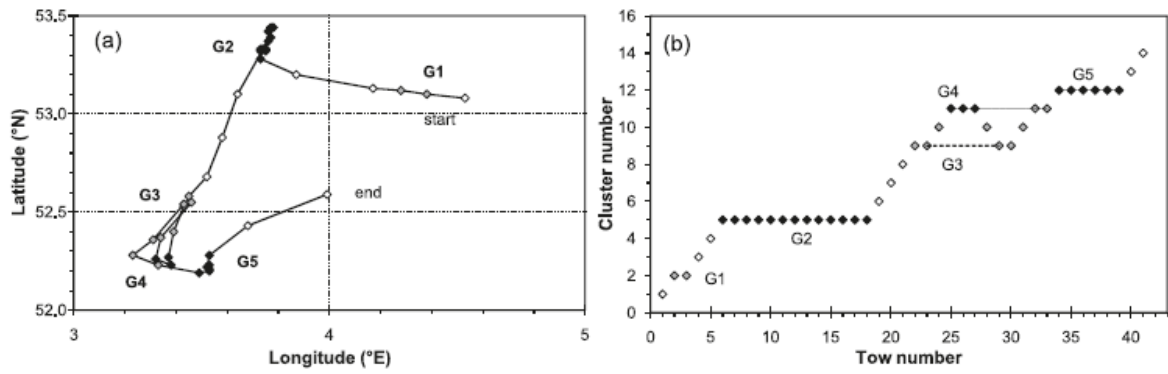 (a)
53,5
53,0
52,5
52,0
Latitude (°N)
G2
G1
start
G3
end
G4
G5
3
4
5
Longitude (°E)
(b)
16
14
12
10
8
6
4
2
0
Cluster number
G4
G5
G3
G2
G1
0
5
10
15
20
25
30
35
40
Tow number